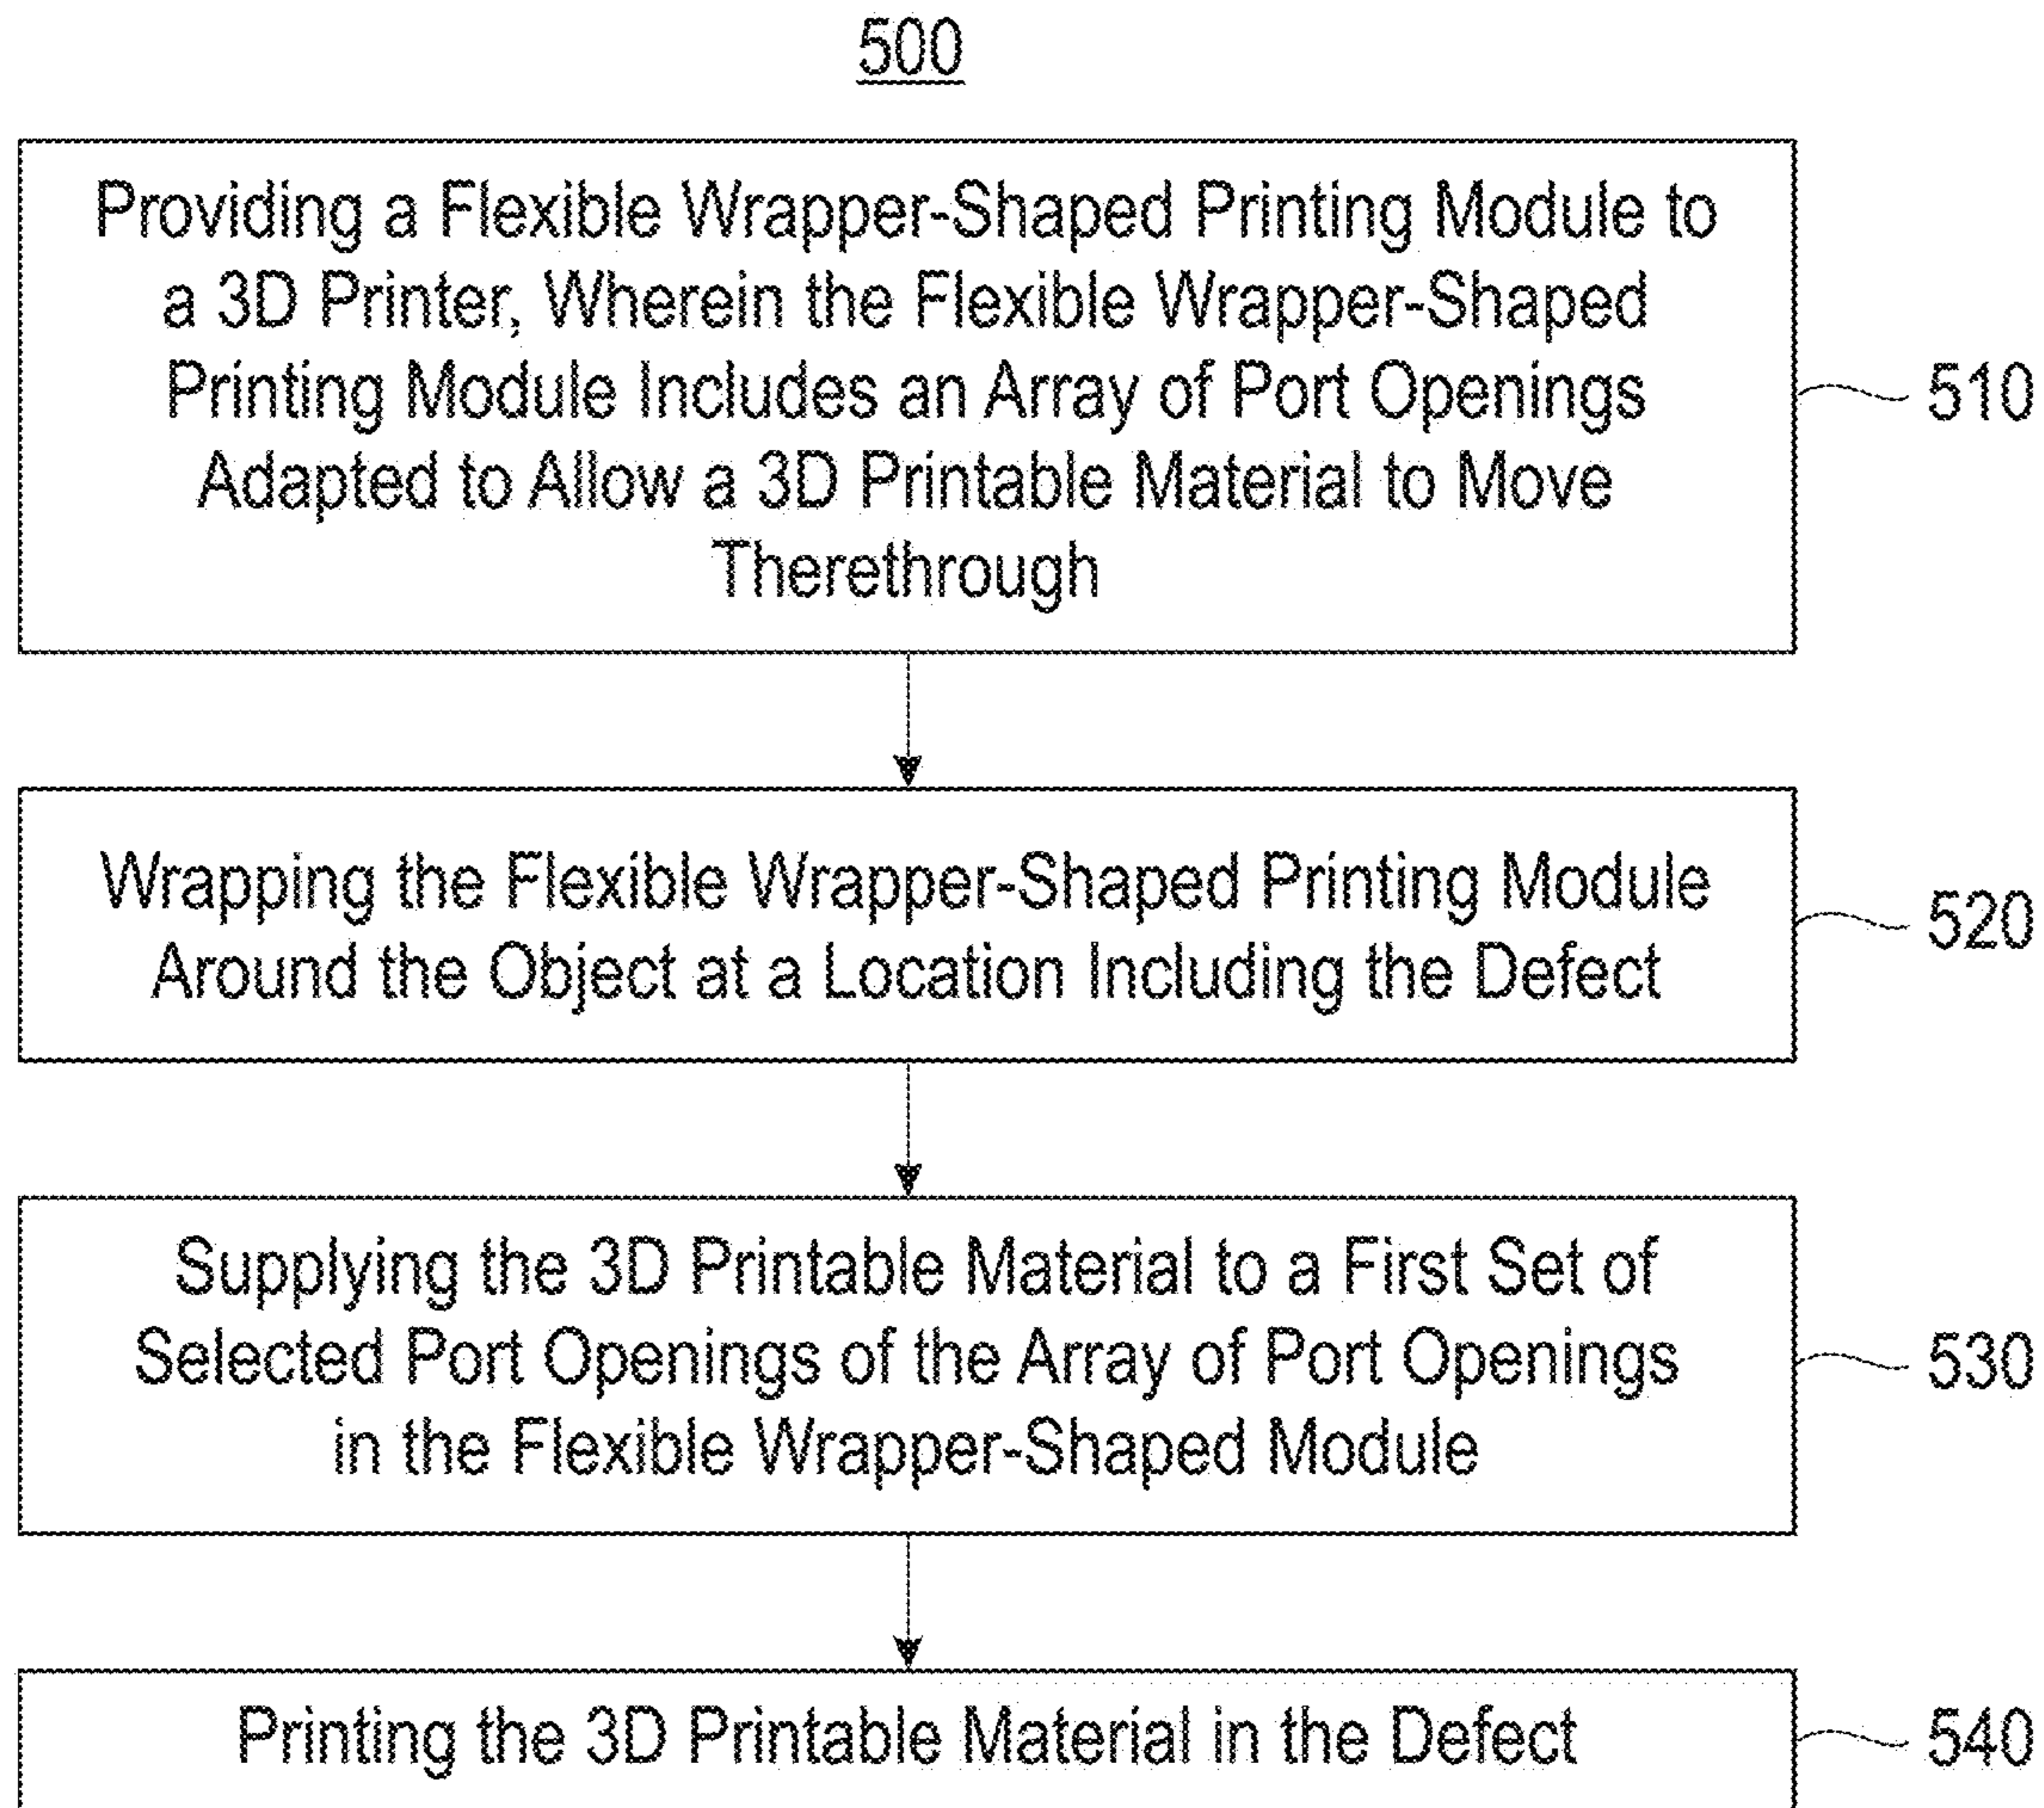 500
Providing a Flexible Wrapper-Shaped Printing Module to
a 3D Printer, Wherein the Flexible Wrapper-Shaped
Printing Module Includes an Array of Port Openings
Adapted to Allow a 3D Printable Material to Move
Therethrough
510
Wrapping the Flexible Wrapper-Shaped Printing Module
Around the Object at a Location Including the Defect
520
Supplying the 3D Printable Material to a First Set of
Selected Port Openings of the Array of Port Openings
in the Flexible Wrapper-Shaped Module
530
Printing the 3D Printable Material in the Defect
540